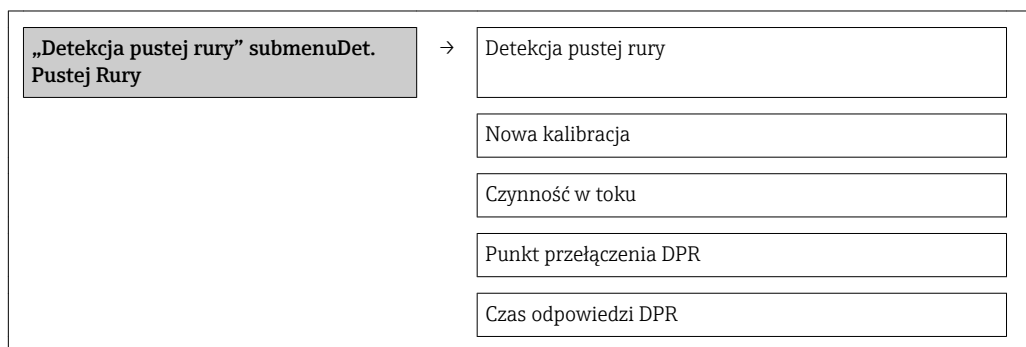 „Detekcja pustej rury” submenuDet.
Pustej Rury
→
Detekcja pustej rury
Nowa kalibracja
Czynność w toku
Punkt przełączenia DPR
Czas odpowiedzi DPR